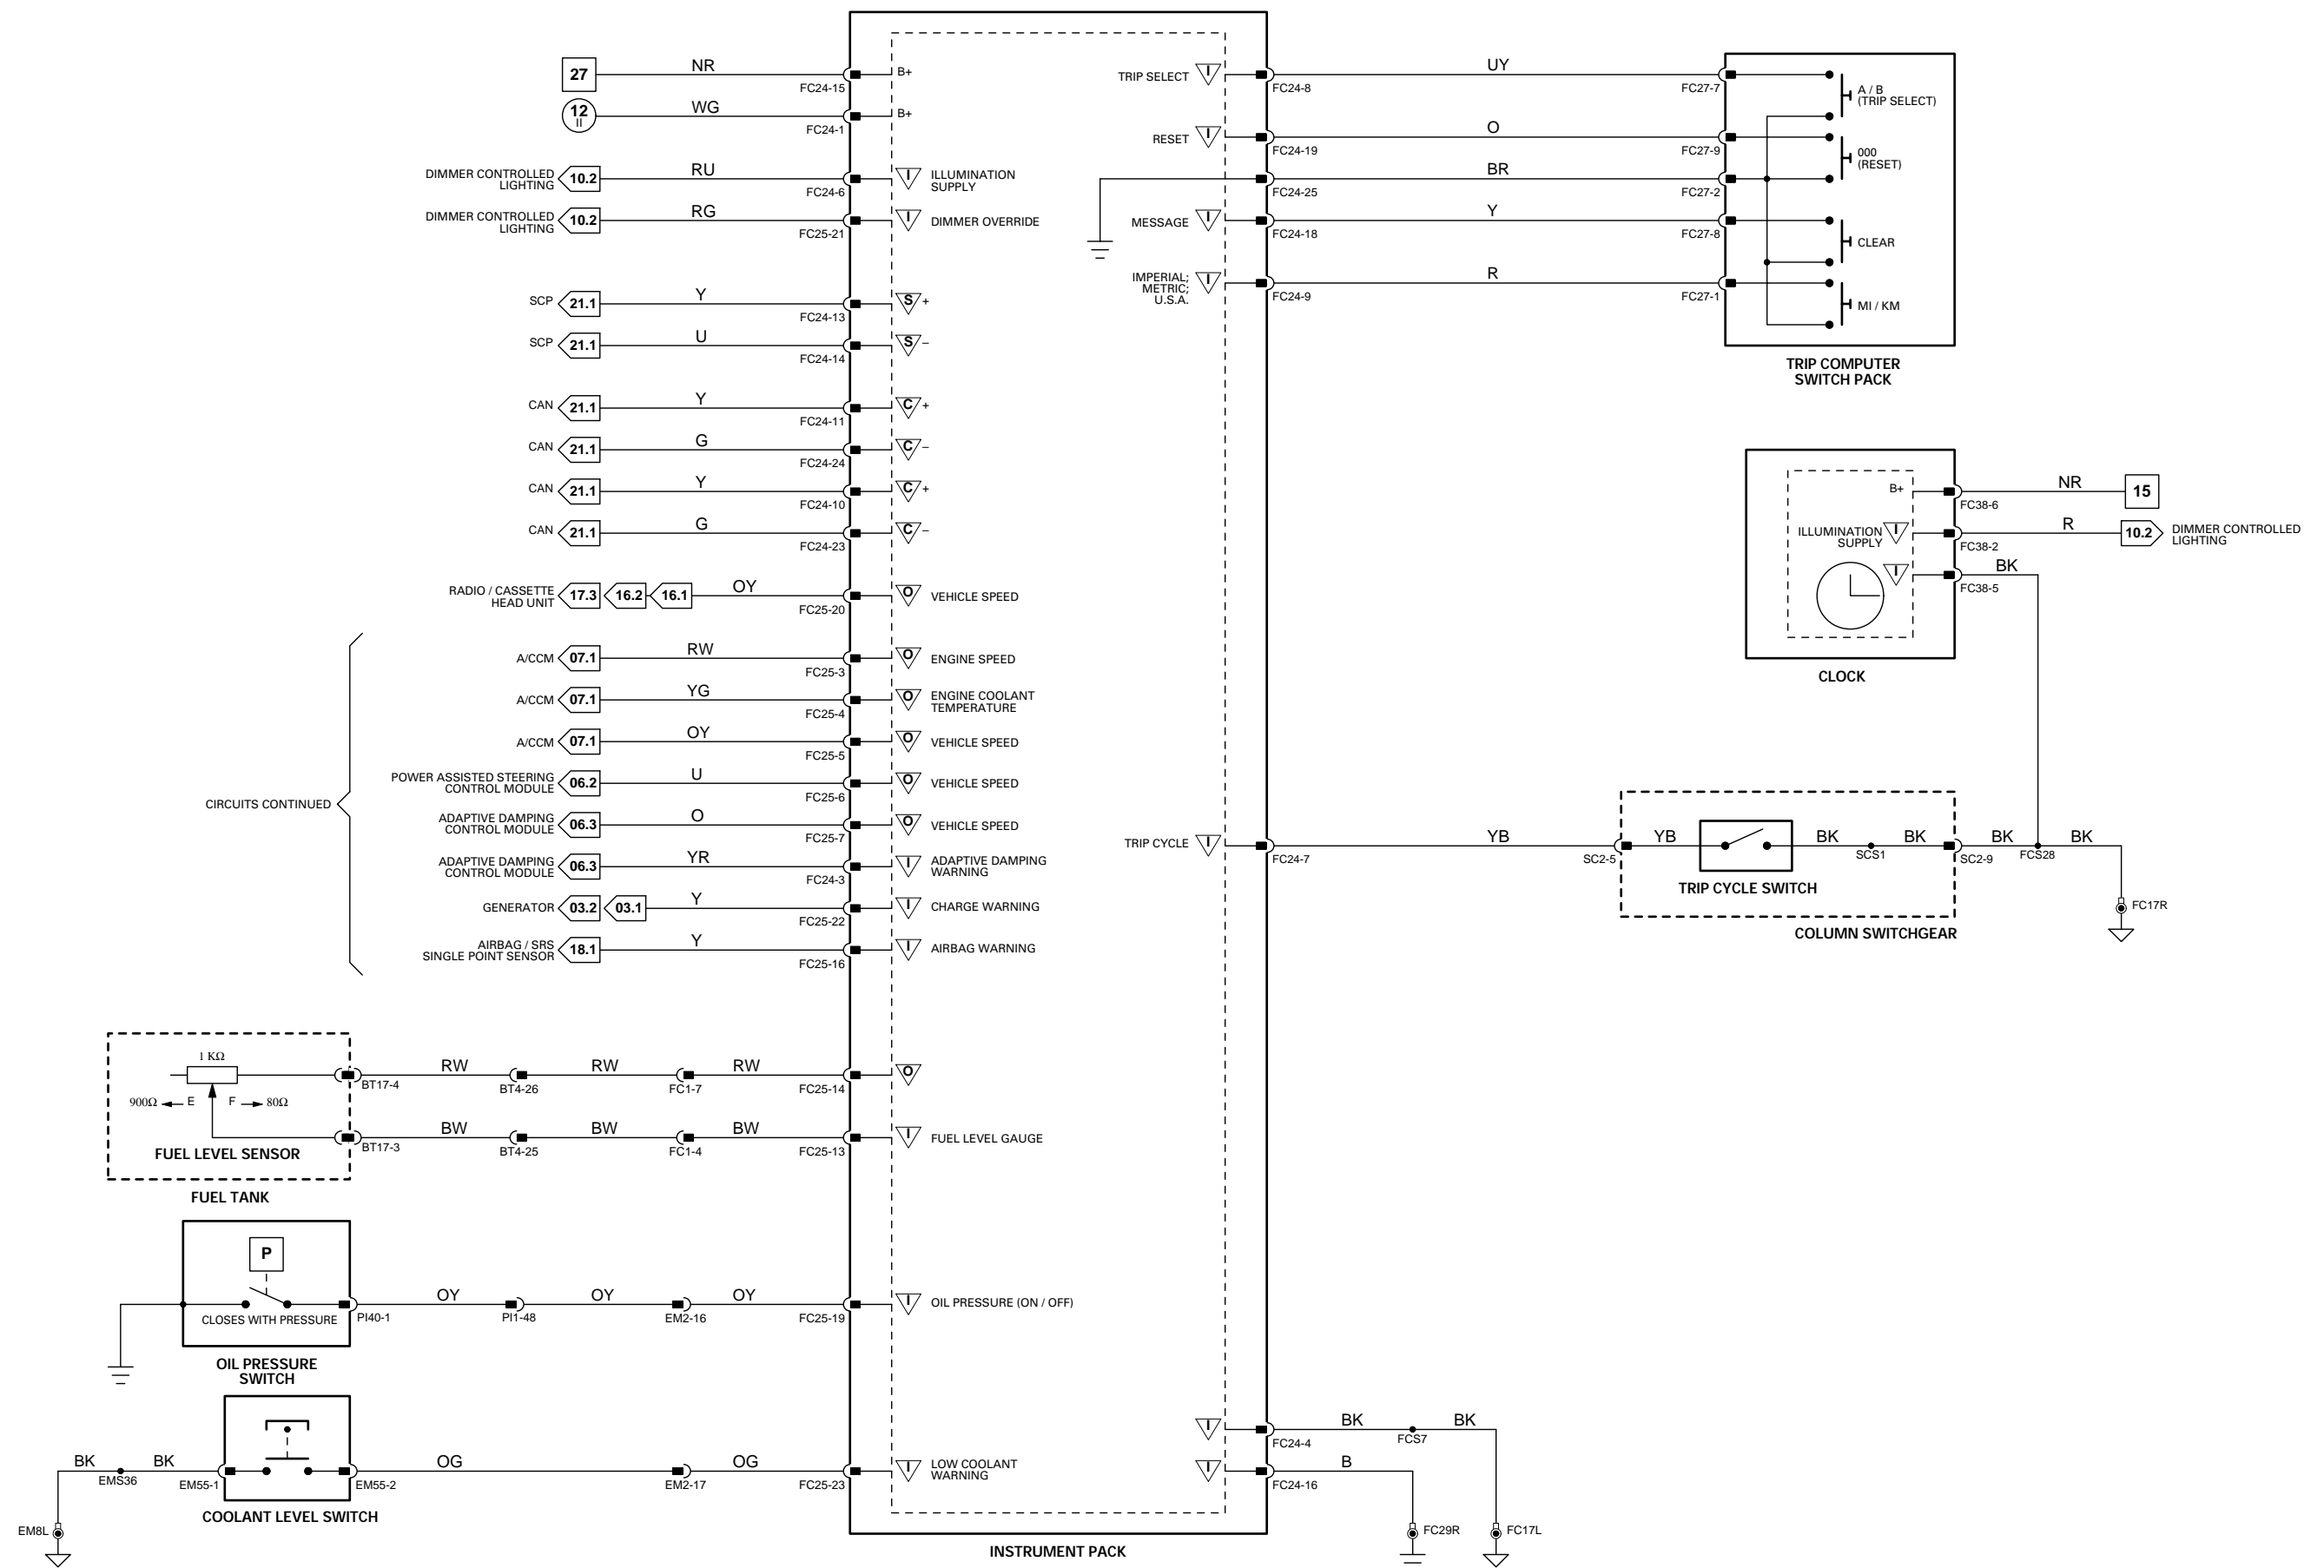 27
NR
FC24-15
B+
12
II
WG
FC24-1
B+
DIMMER CONTROLLED
LIGHTING
10.2
RU
FC24-6
I
ILLUMINATION
SUPPLY
DIMMER CONTROLLED
LIGHTING
10.2
RG
FC25-21
I
DIMMER OVERRIDE
SCP
21.1
Y
FC24-13
S
+
SCP
21.1
U
FC24-14
S
–
CAN
21.1
Y
FC24-11
C
+
CAN
21.1
G
FC24-24
C
–
CAN
21.1
Y
FC24-10
C
+
CAN
21.1
G
FC24-23
C
–
RADIO / CASSETTE
HEAD UNIT
17.3
16.2
16.1
OY
FC25-20
O
VEHICLE SPEED
CIRCUITS CONTINUED
A/CCM
07.1
RW
FC25-3
O
ENGINE SPEED
A/CCM
07.1
YG
FC25-4
O
ENGINE COOLANT
TEMPERATURE
A/CCM
07.1
OY
FC25-5
O
VEHICLE SPEED
POWER ASSISTED STEERING
CONTROL MODULE
06.2
U
FC25-6
O
VEHICLE SPEED
ADAPTIVE DAMPING
CONTROL MODULE
06.3
O
FC25-7
O
VEHICLE SPEED
ADAPTIVE DAMPING
CONTROL MODULE
06.3
YR
FC24-3
I
ADAPTIVE DAMPING
WARNING
GENERATOR
03.2
03.1
Y
FC25-22
I
CHARGE WARNING
AIRBAG / SRS
SINGLE POINT SENSOR
18.1
Y
FC25-16
I
AIRBAG WARNING
1 KΩ
900Ω
E
F
80Ω
FUEL LEVEL SENSOR
FUEL TANK
BT17-4
RW
BT4-26
RW
FC1-7
RW
FC25-14
O
BT17-3
BW
BT4-25
BW
FC1-4
BW
FC25-13
I
FUEL LEVEL GAUGE
P
CLOSES WITH PRESSURE
OIL PRESSURE
SWITCH
PI40-1
OY
PI1-48
OY
EM2-16
OY
FC25-19
I
OIL PRESSURE (ON / OFF)
EM8L
BK
EMS36
BK
EM55-1
COOLANT LEVEL SWITCH
EM55-2
OG
EM2-17
OG
FC25-23
I
LOW COOLANT
WARNING
INSTRUMENT PACK
TRIP SELECT
I
FC24-8
UY
FC27-7
A / B
(TRIP SELECT)
RESET
I
FC24-19
O
FC27-9
000
(RESET)
FC24-25
BR
FC27-2
MESSAGE
I
FC24-18
Y
FC27-8
CLEAR
IMPERIAL;
METRIC;
U.S.A.
I
FC24-9
R
FC27-1
MI / KM
TRIP COMPUTER
SWITCH PACK
B+
FC38-6
NR
15
ILLUMINATION
SUPPLY
I
FC38-2
R
10.2
DIMMER CONTROLLED
LIGHTING
I
FC38-5
BK
CLOCK
TRIP CYCLE
I
FC24-7
YB
SC2-5
YB
TRIP CYCLE SWITCH
BK
SCS1
BK
SC2-9
BK
FCS28
BK
FC17R
COLUMN SWITCHGEAR
I
FC24-4
BK
FCS7
BK
I
FC24-16
B
FC29R
FC17L